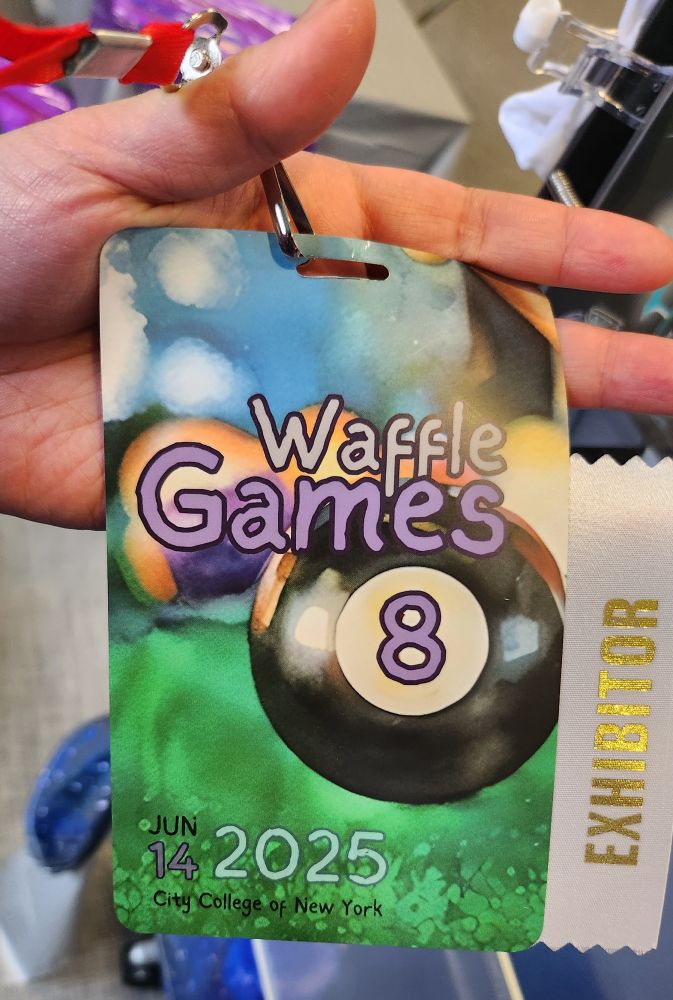 Waffle
Games
8
JUN
14 2025
City College of New York
EXHIBITOR